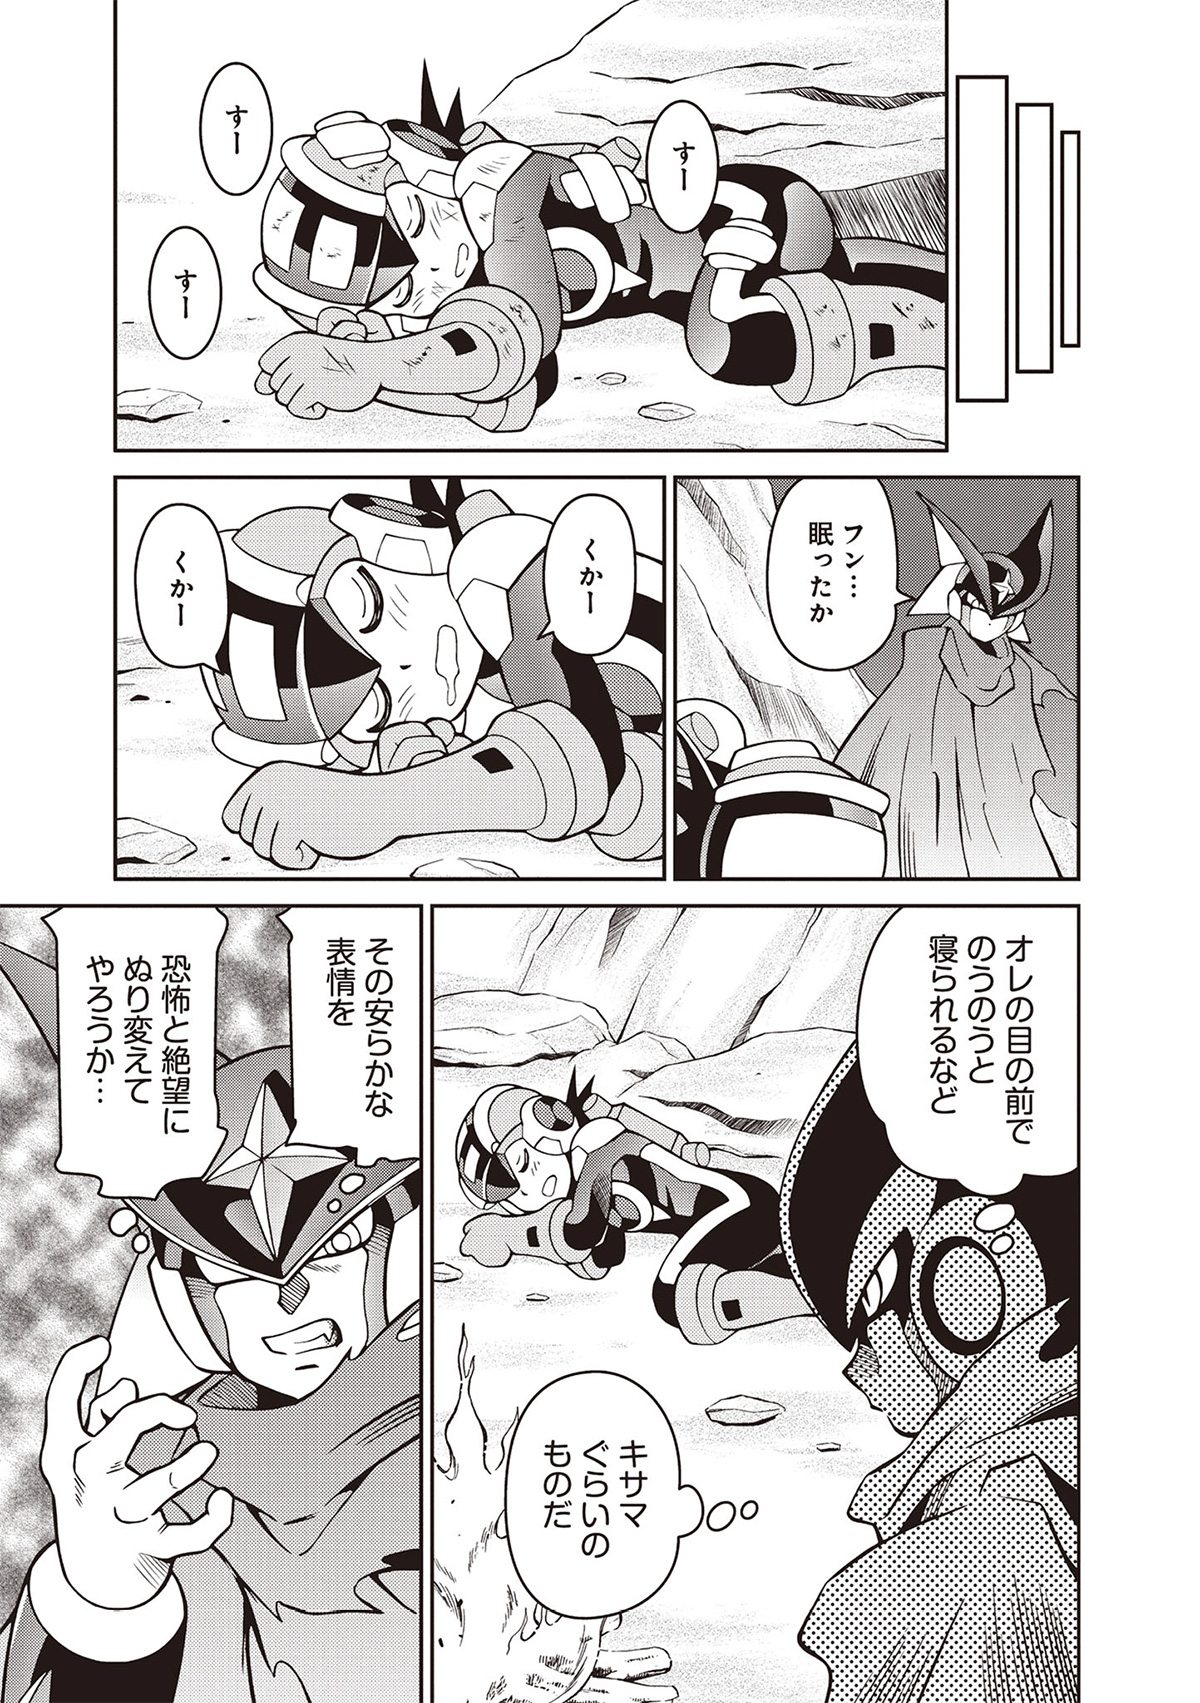 すー
すー
すー
フン…
眠ったか
くかー
くかー
オレの目の前で
のうのうと
寝られるなど
キサマ
ぐらいの
ものだ
その安らかな
表情を
恐怖と絶望に
ぬり変えて
やろうか…